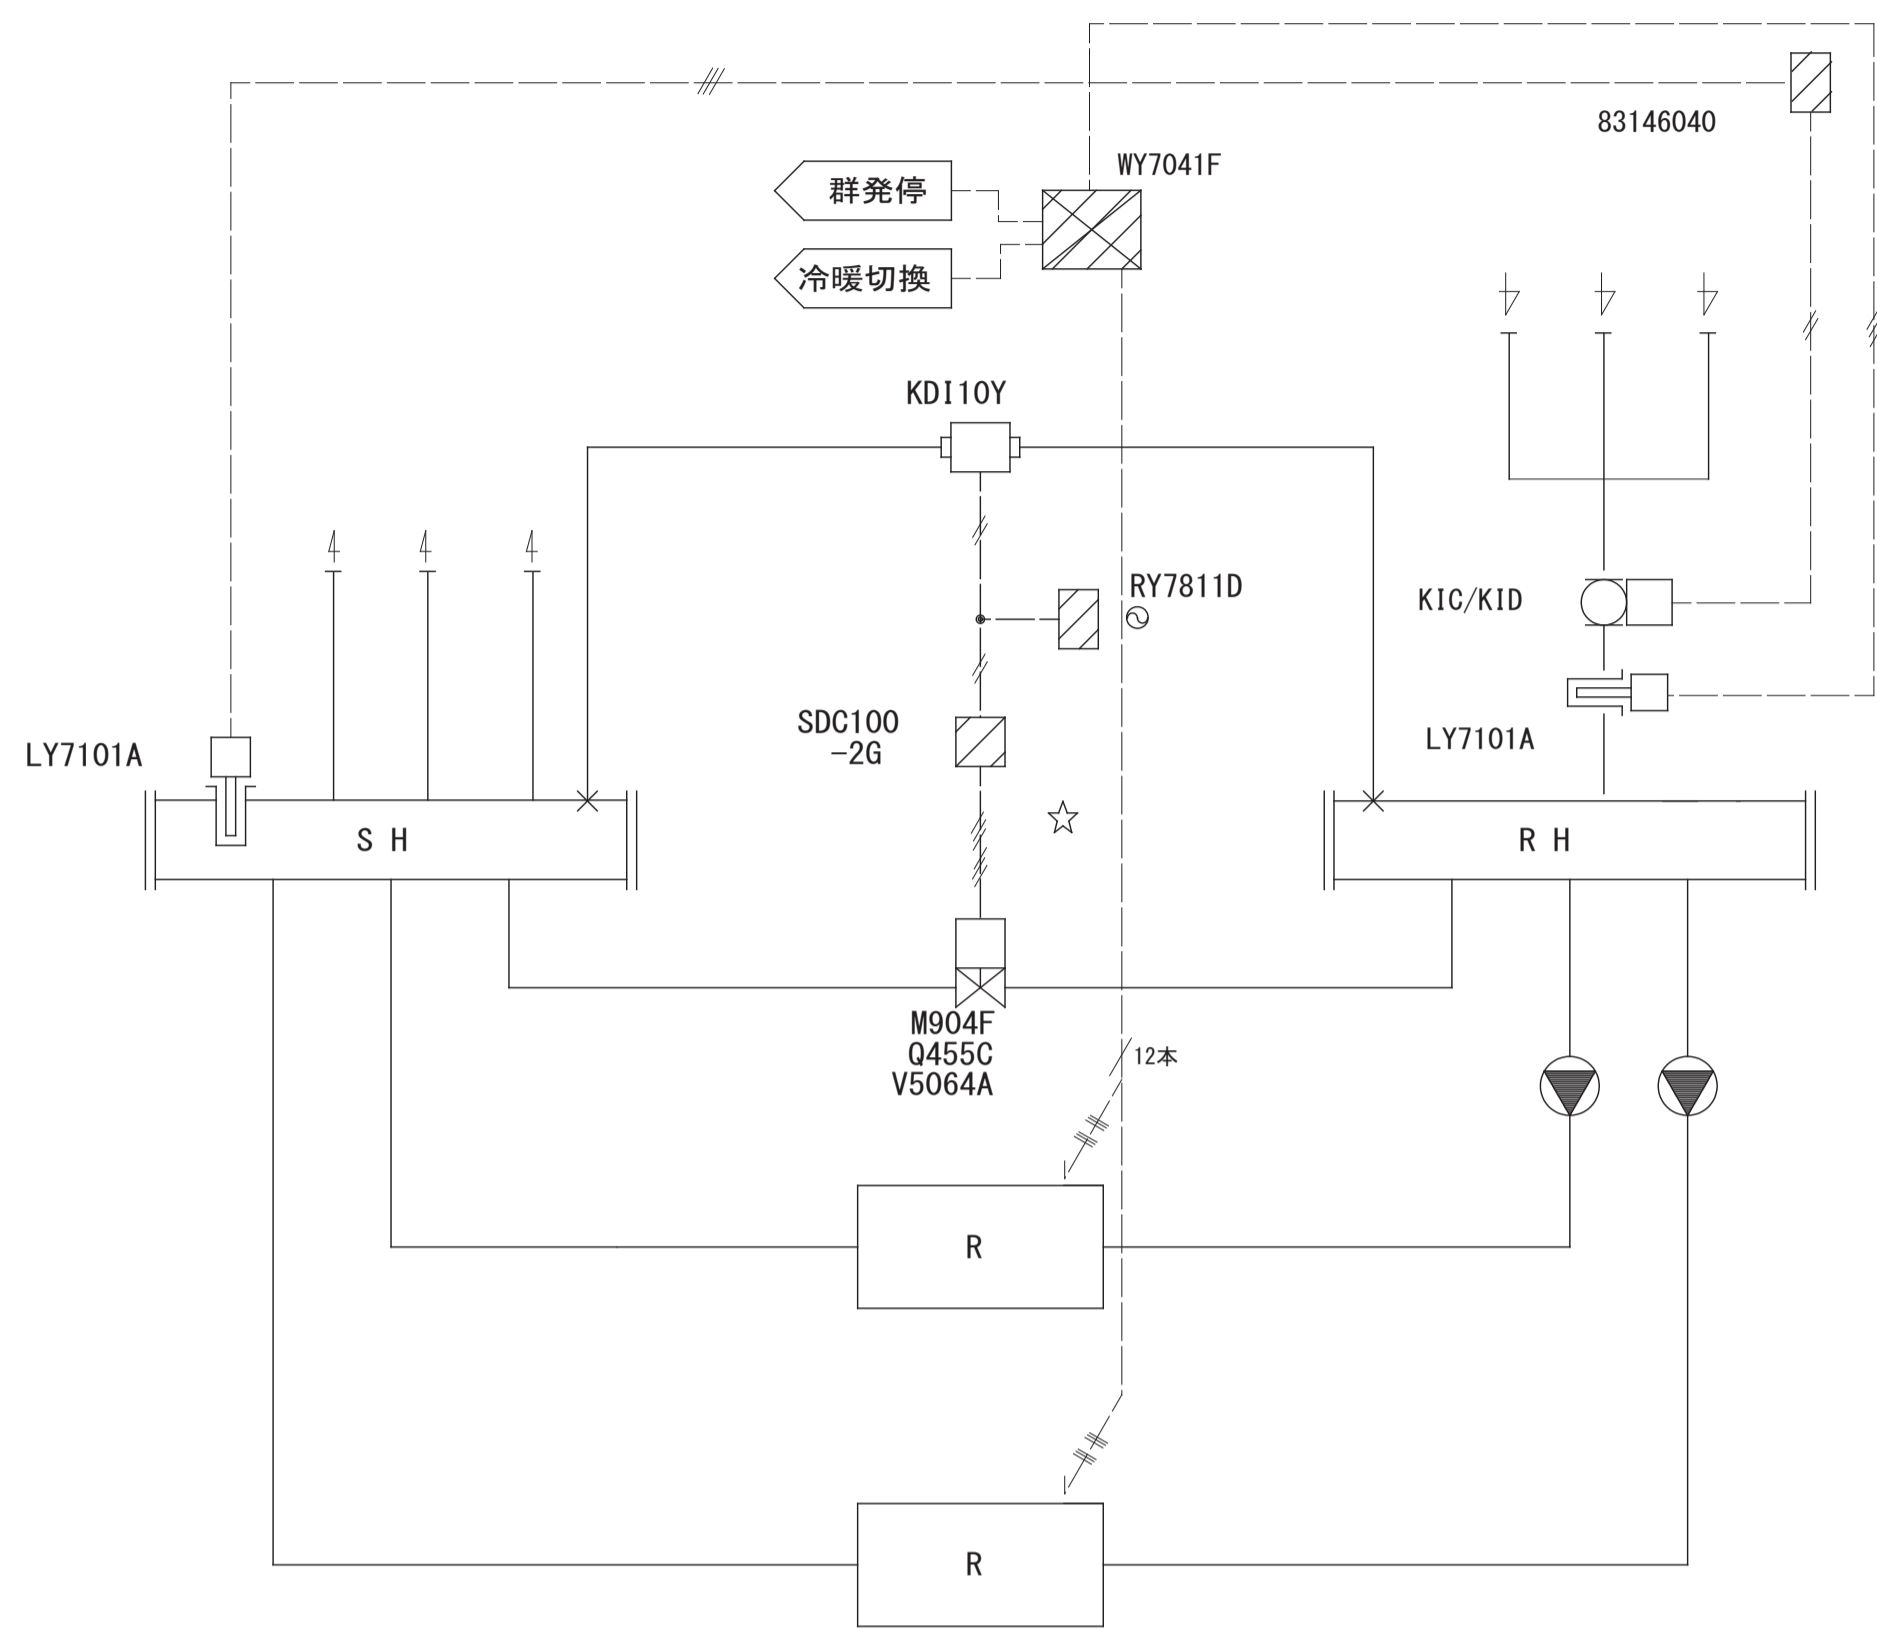 83146040
WY7041F
群発停
冷暖切換
KDI10Y
RY7811D
KIC/KID
SDC100
-2G
LY7101A
LY7101A
S H
R H
M904F
Q455C
V5064A
12本
R
R